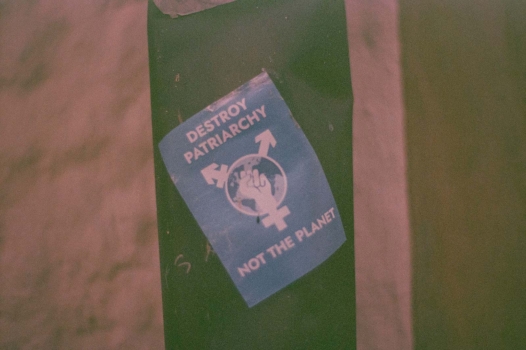 DESTROY
PATRIARCHY
NOT THE PLANET